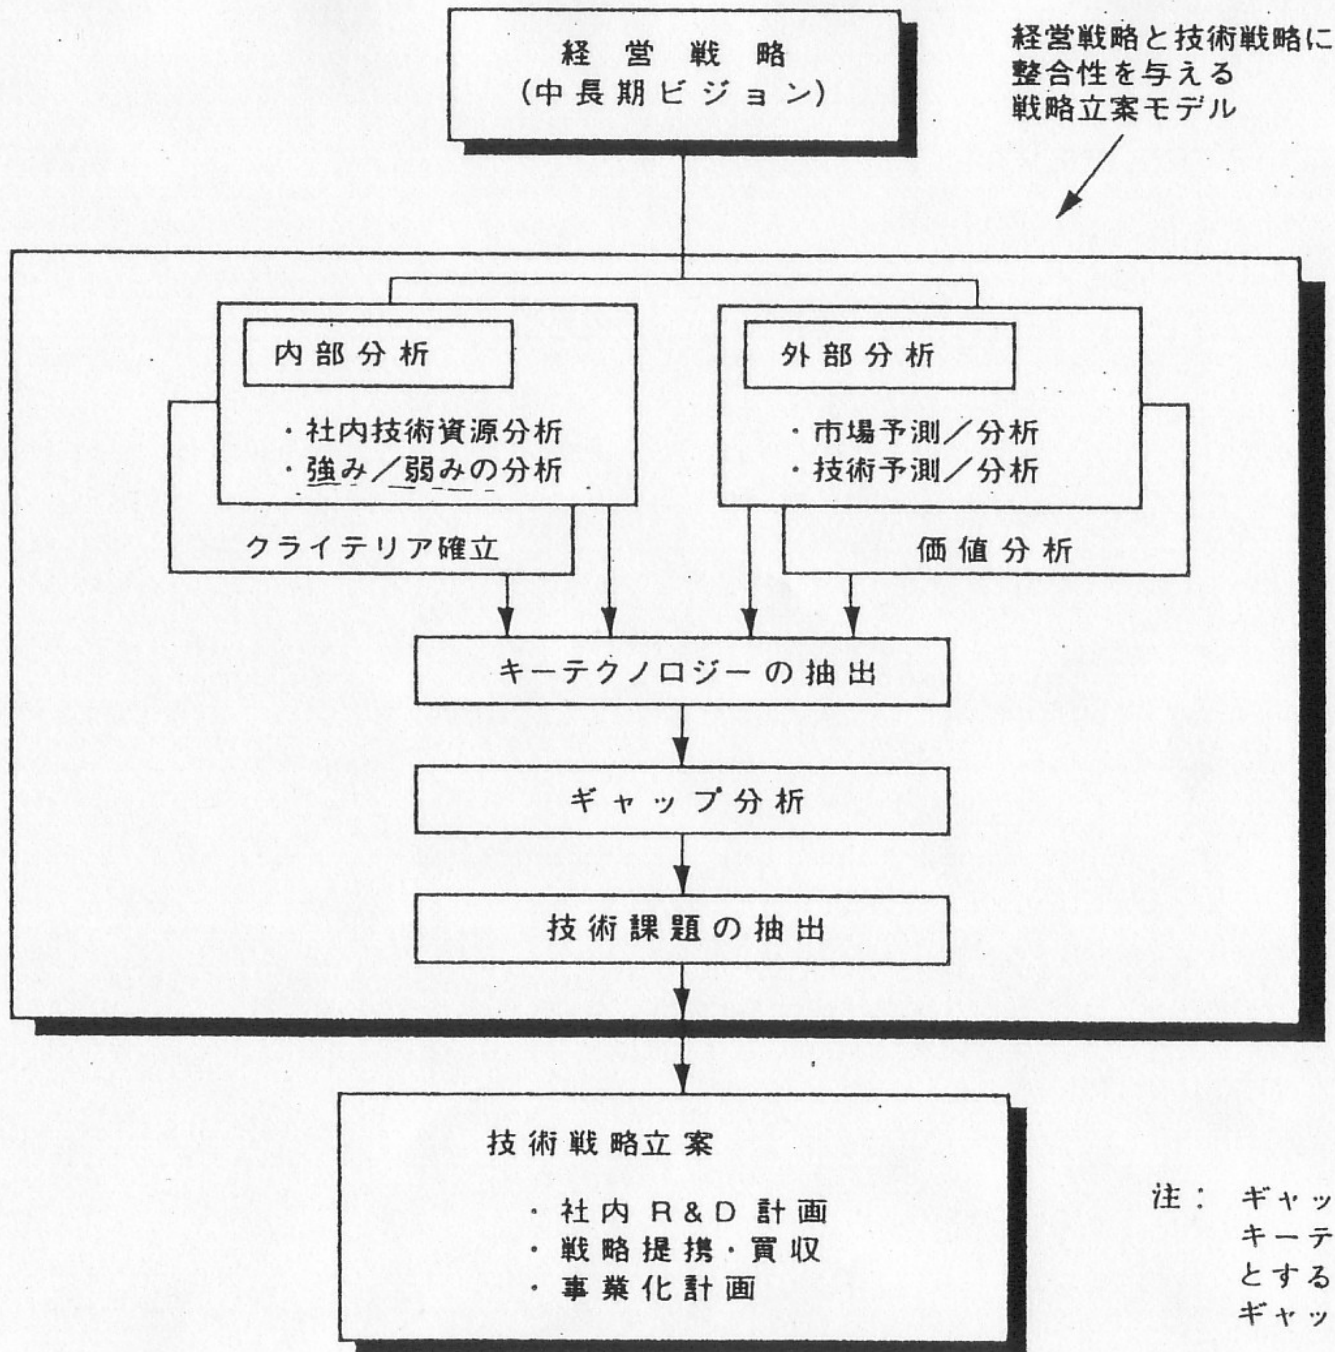 経営戦略
(中長期ビジョン)
経営戦略と技術戦略に
整合性を与える
戦略立案モデル
内部分析
・社内技術資源分析
・強み/弱みの分析
クライテリア確立
外部分析
・市場予測/分析
・技術予測/分析
価値分析
キーテクノロジーの抽出
ギャップ分析
技術課題の抽出
技術戦略立案
・社内R&D計画
・戦略提携・買収
・事業化計画
注: ギャッ
キーテ
とする
ギャッ